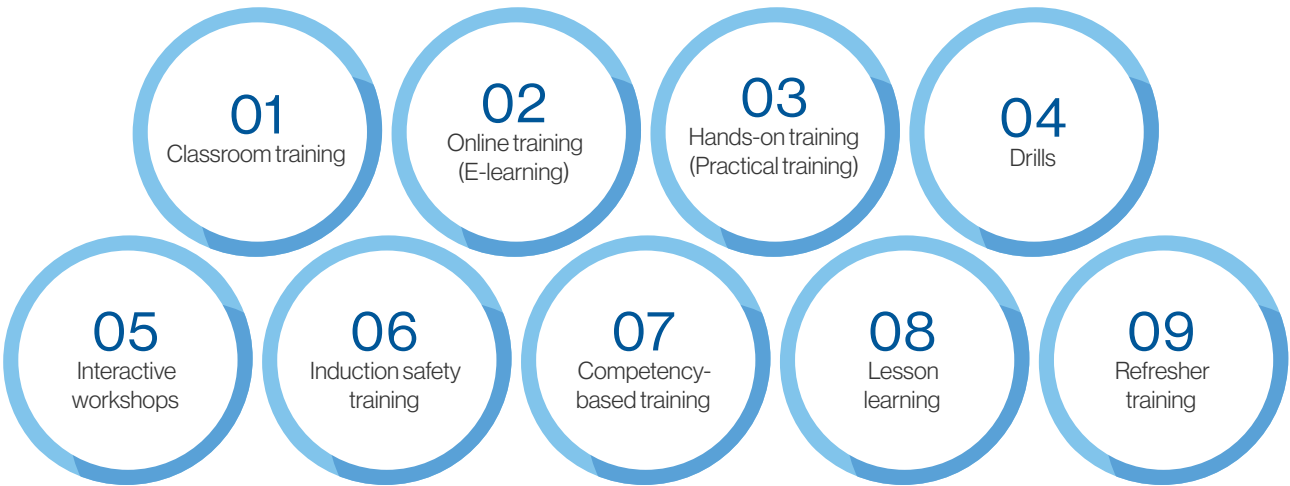 01
Classroom training
02
Online training
(E-learning)
03
Hands-on training
(Practical training)
04
Drills
05
Interactive
workshops
06
Induction safety
training
07
Competency-
based training
08
Lesson
learning
09
Refresher
training